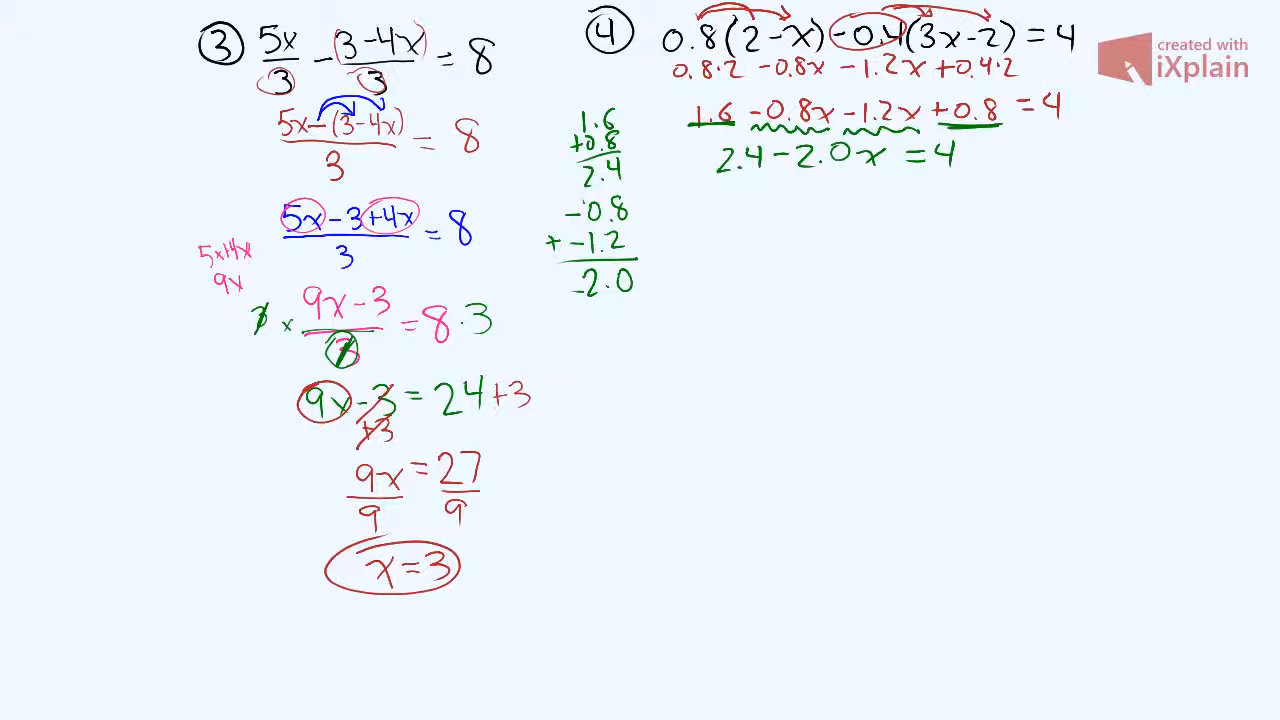 ③ 5x/3 - (3-4x)/3 = 8
(5x-(3-4x))/3 = 8
(5x-3+4x)/3 = 8
5x+4x
9x
3 × (9x-3)/3 = 8·3
9x-3 = 24+3
+3
9x/9 = 27/9
x=3
④ 0.8(2-x)-0.4(3x-2)=4
0.8·2 -0.8x -1.2x +0.4·2
1.6 -0.8x -1.2x +0.8 =4
2.4-2.0x =4
1.6
+0.8
2.4
-0.8
+ -1.2
-2.0
created with
iXplain